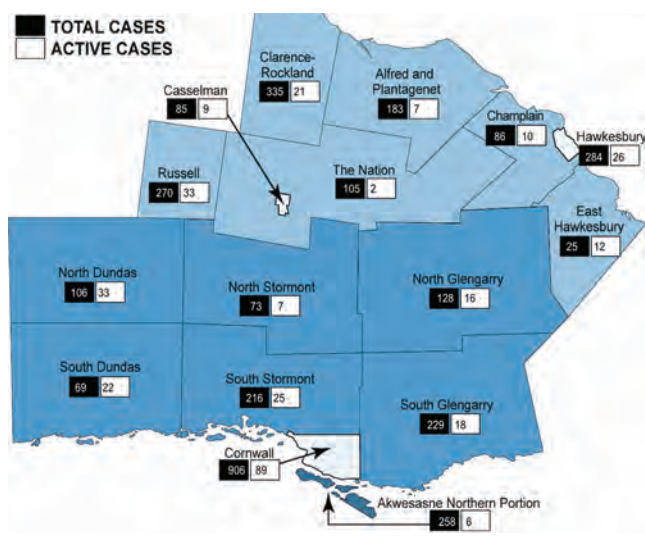 TOTAL CASES
ACTIVE CASES
Clarence-
Rockland
335 21
Alfred and
Plantagenet
183 7
Casselman
85 9
Champlain
86 10
Hawkesbury
284 26
Russell
270 33
The Nation
105 2
East
Hawkesbury
25 12
North Dundas
106 33
North Stormont
73 7
North Glengarry
128 16
South Dundas
69 22
South Stormont
216 25
South Glengarry
229 18
Cornwall
906 89
Akwesasne Northern Portion
258 6